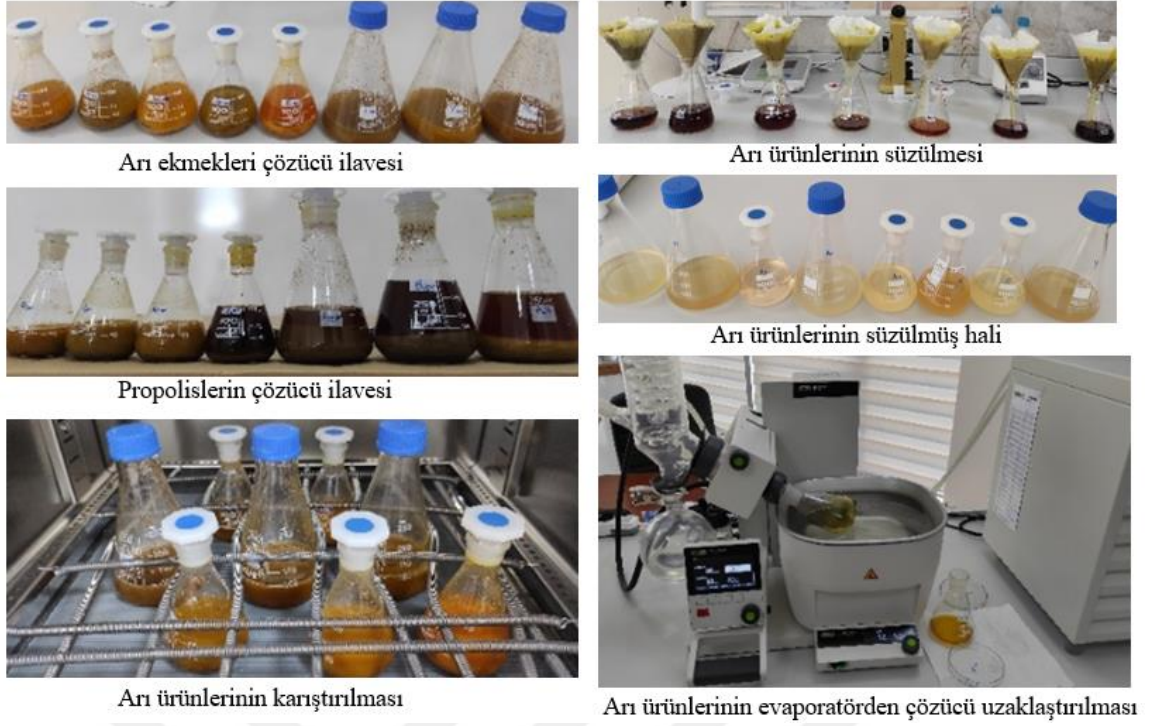 Arı ekmekleri çözücü ilavesi
Propolislerin çözücü ilavesi
Arı ürünlerinin karıştırılması
Arı ürünlerinin süzülmesi
Arı ürünlerinin süzülmüş hali
Arı ürünlerinin evaporatörden çözücü uzaklaştırılması